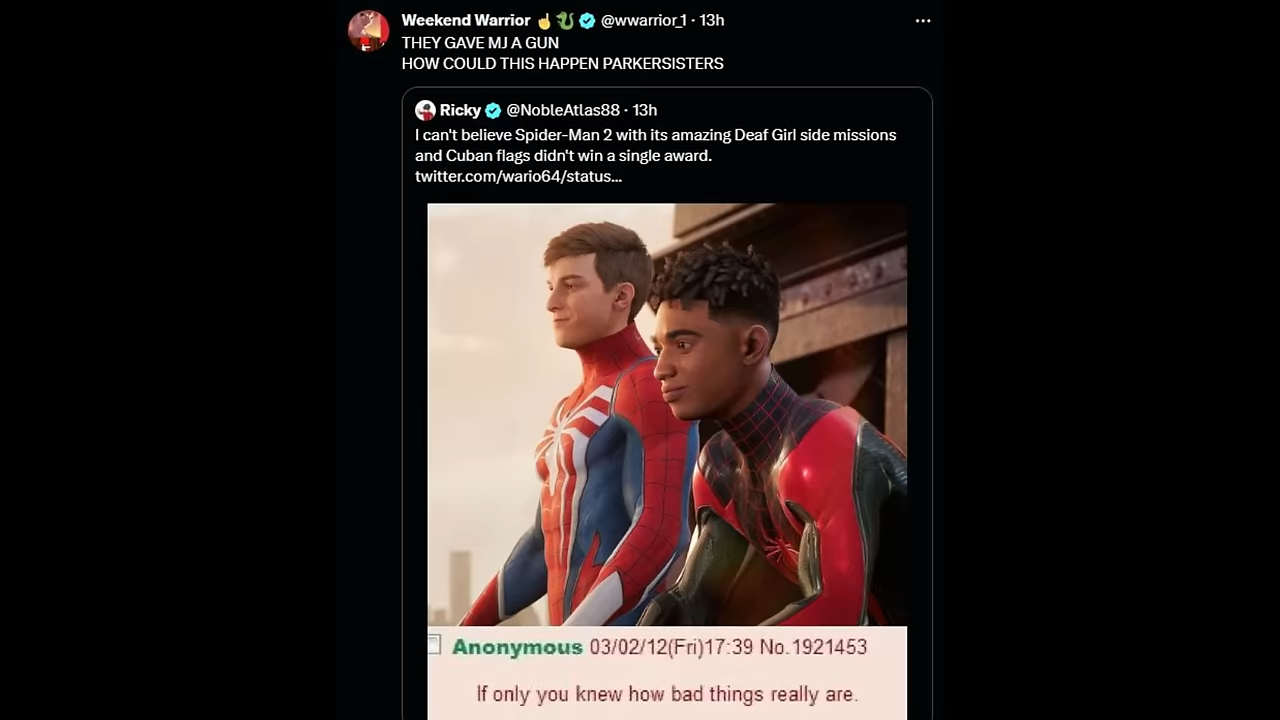 Weekend Warrior ☝️🐉 @wwarrior_1 · 13h
THEY GAVE MJ A GUN
HOW COULD THIS HAPPEN PARKERSISTERS
Ricky @NobleAtlas88 · 13h
I can't believe Spider-Man 2 with its amazing Deaf Girl side missions
and Cuban flags didn't win a single award.
twitter.com/wario64/status...
Anonymous 03/02/12(Fri)17:39 No.1921453
If only you knew how bad things really are.